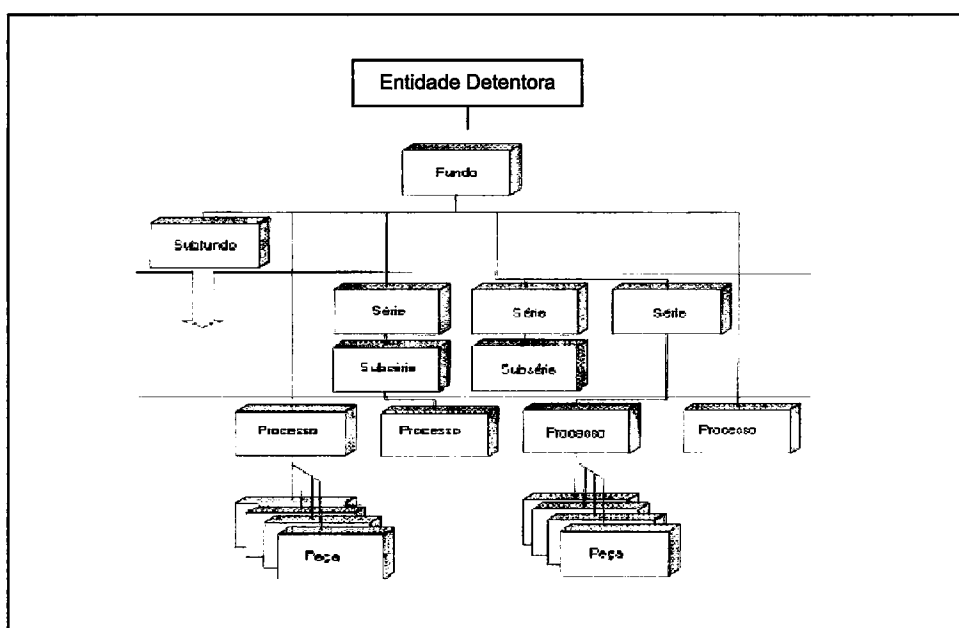 Entidade Detentora
Fundo
Subfundo
Série Série Série
Subsérie Subsérie
Processo Processo Processo Processo
Peça Peça